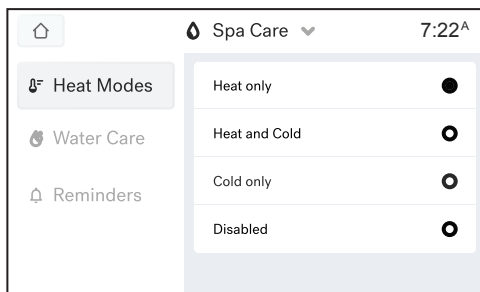 Spa Care 7:22A
Heat Modes
Water Care
Reminders
Heat only
Heat and Cold
Cold only
Disabled